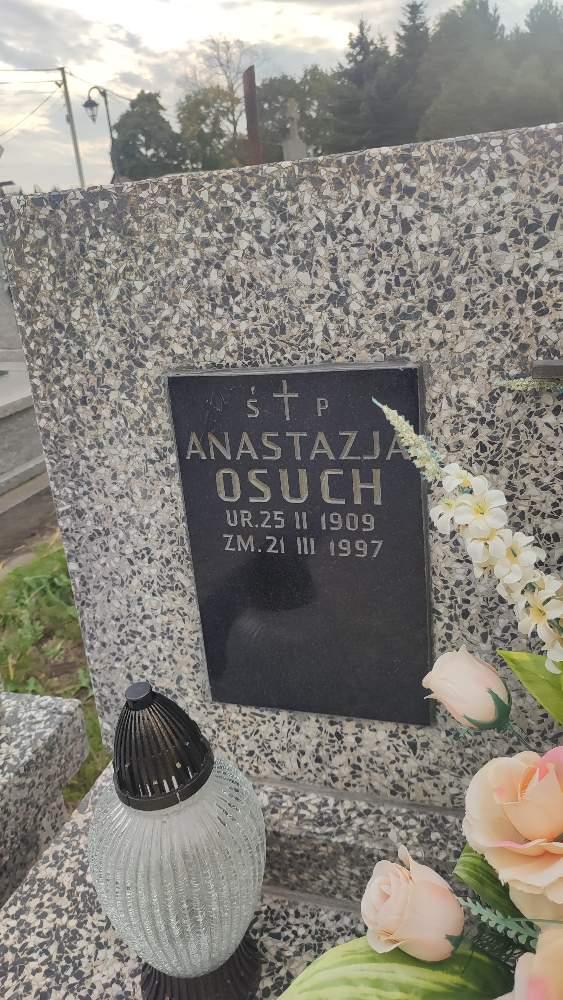 Ś P
ANASTAZJA
OSUCH
UR.25 II 1909
ZM.21 III 1997